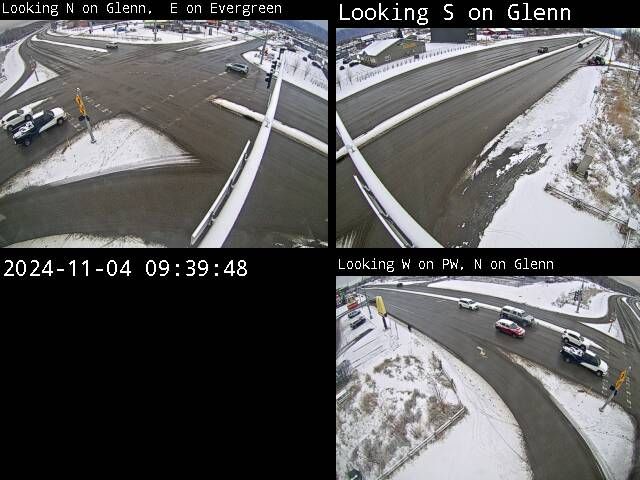 Looking N on Glenn, E on Evergreen
Looking S on Glenn
2024-11-04 09:39:48
Looking W on PW, N on Glenn